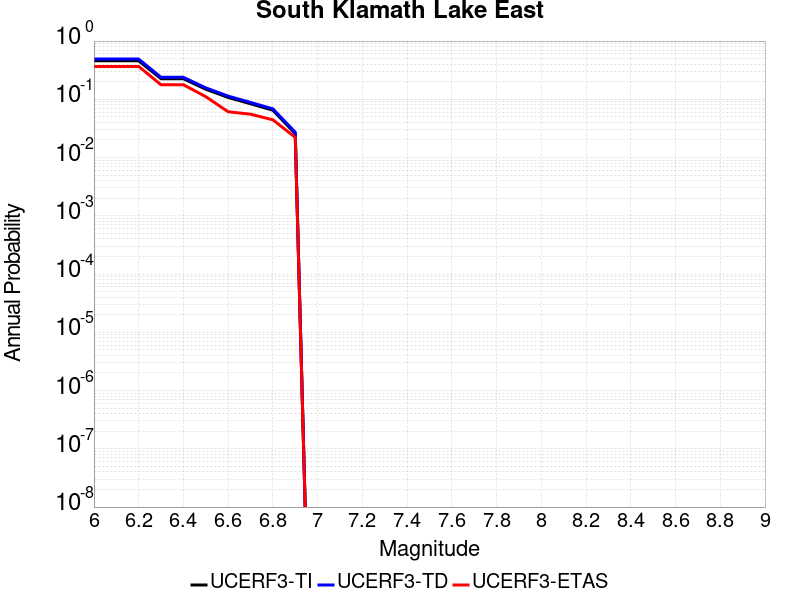 South Klamath Lake East
Annual Probability
10^0
10^-1
10^-2
10^-3
10^-4
10^-5
10^-6
10^-7
10^-8
6 6.2 6.4 6.6 6.8 7 7.2 7.4 7.6 7.8 8 8.2 8.4 8.6 8.8 9
Magnitude
UCERF3-TI UCERF3-TD UCERF3-ETAS